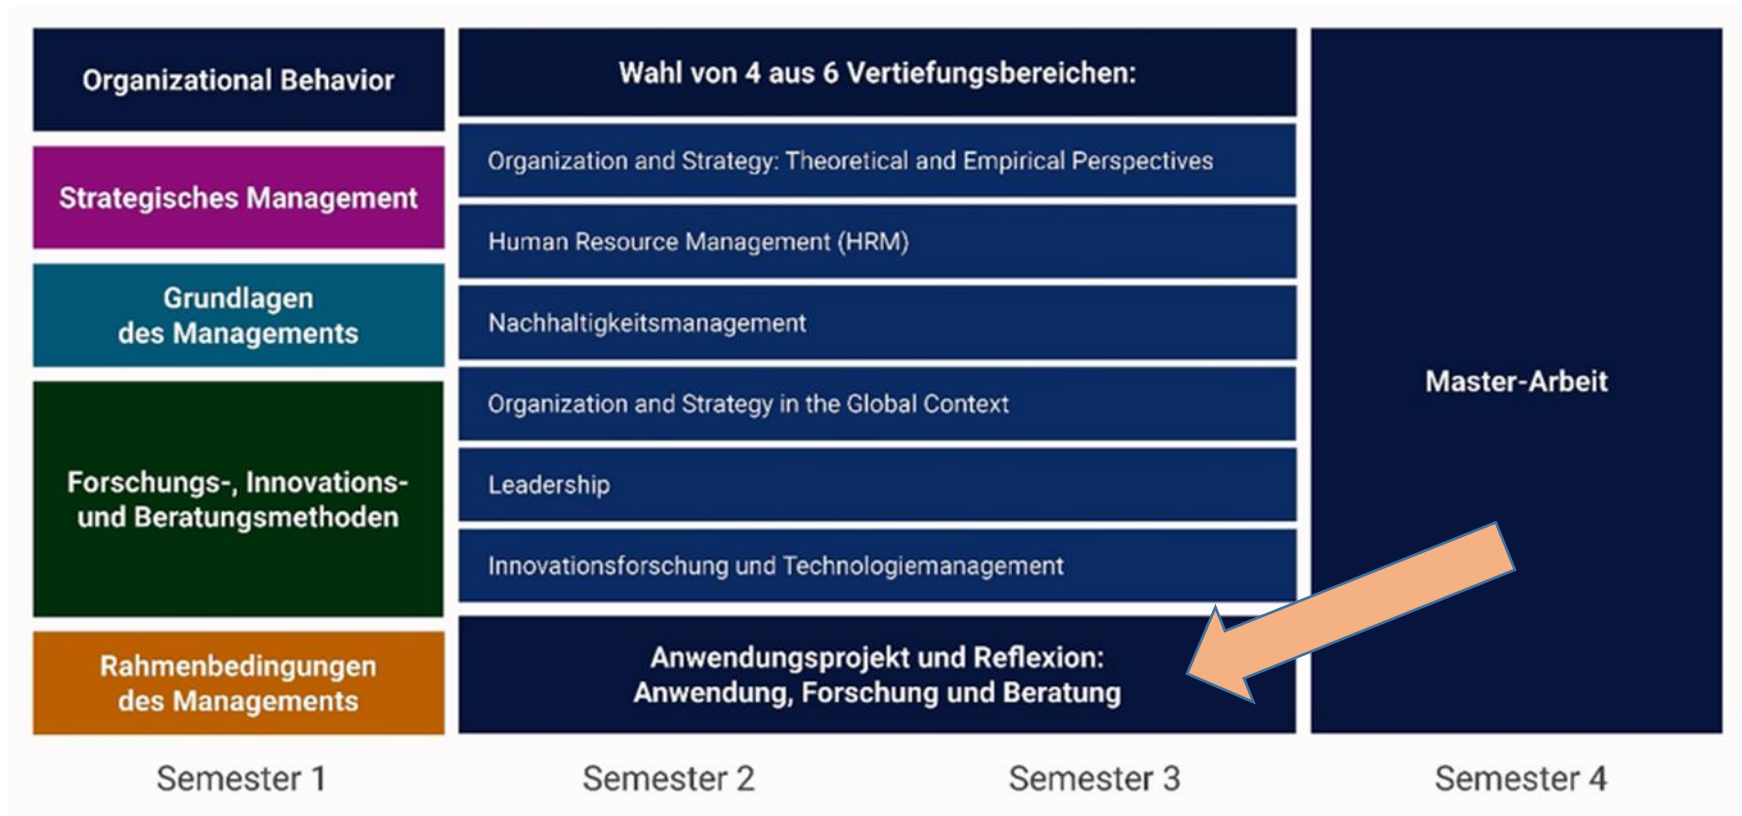 Organizational Behavior
Strategisches Management
Grundlagen
des Managements
Forschungs-, Innovations-
und Beratungsmethoden
Rahmenbedingungen
des Managements
Wahl von 4 aus 6 Vertiefungsbereichen:
Organization and Strategy: Theoretical and Empirical Perspectives
Human Resource Management (HRM)
Nachhaltigkeitsmanagement
Organization and Strategy in the Global Context
Leadership
Innovationsforschung und Technologiemanagement
Anwendungsprojekt und Reflexion:
Anwendung, Forschung und Beratung
Master-Arbeit
Semester 1
Semester 2
Semester 3
Semester 4